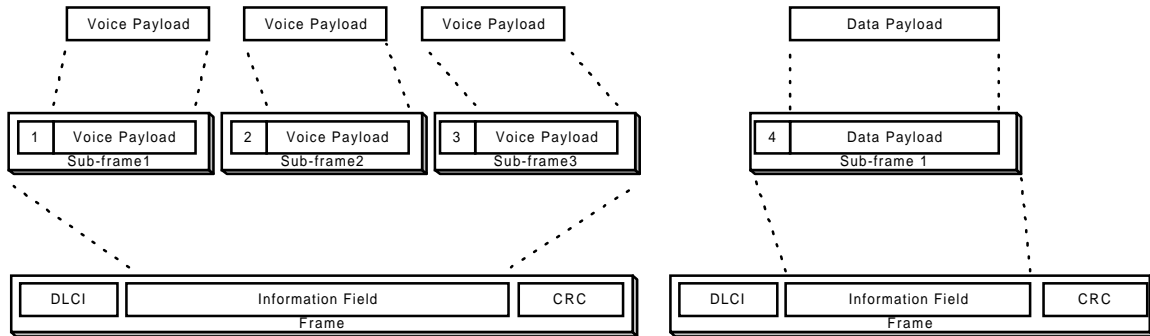 Voice Payload Voice Payload Voice Payload Data Payload
1 Voice Payload 2 Voice Payload 3 Voice Payload 4 Data Payload
Sub-frame1 Sub-frame2 Sub-frame3 Sub-frame 1
DLCI Information Field CRC DLCI Information Field CRC
Frame Frame